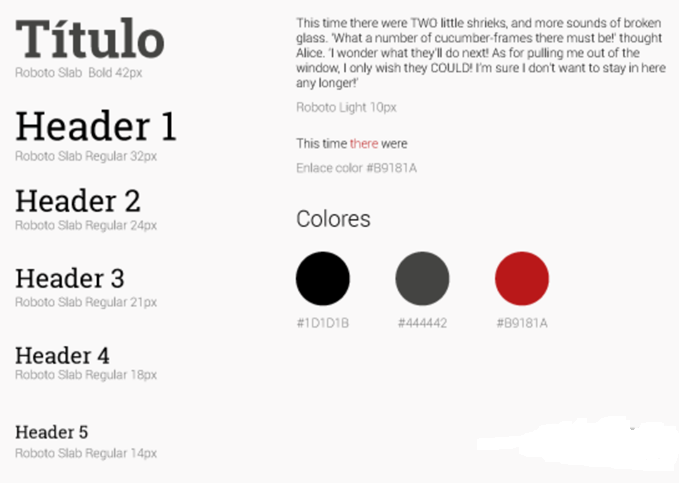 Título
Roboto Slab Bold 42px
Header 1
Roboto Slab Regular 32px
Header 2
Roboto Slab Regular 24px
Header 3
Roboto Slab Regular 21px
Header 4
Roboto Slab Regular 18px
Header 5
Roboto Slab Regular 14px
This time there were TWO little shrieks, and more sounds of broken
glass. 'What a number of cucumber-frames there must be!' thought
Alice. 'I wonder what they'll do next! As for pulling me out of the
window, I only wish they COULD! I'm sure I don't want to stay in here
any longer!'
Roboto Light 10px
This time there were
Enlace color #B9181A
Colores
#1D1D1B
#444442
#B9181A